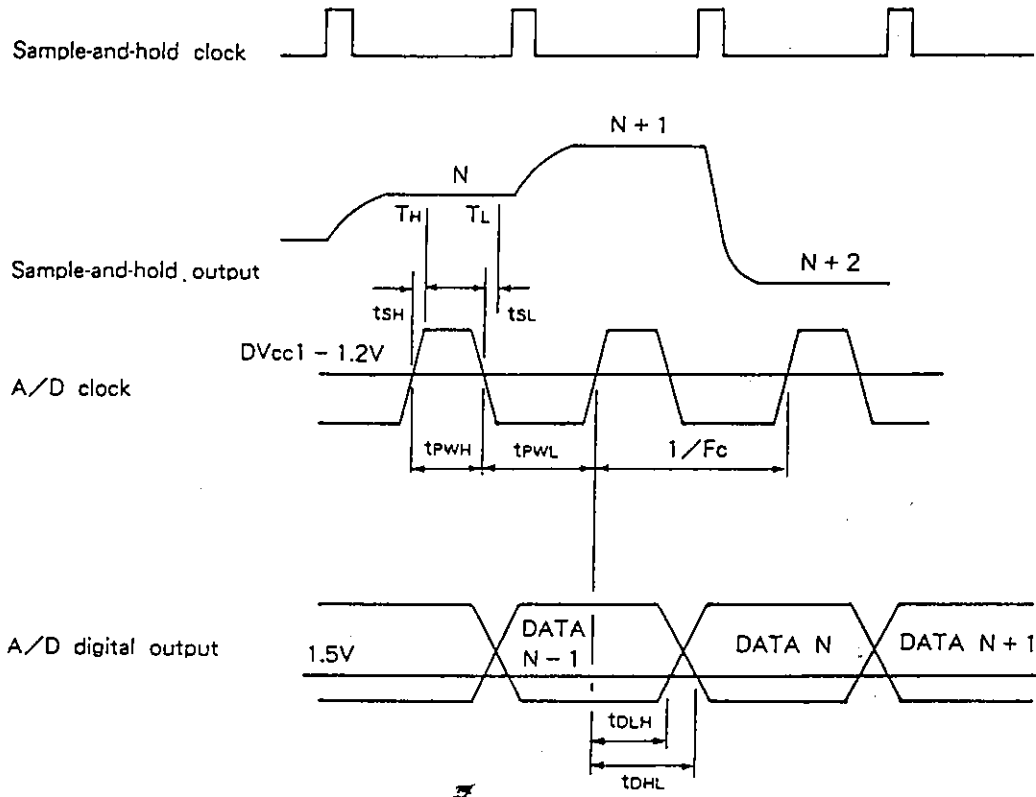 Sample-and-hold clock
N + 1
N
TH TL
Sample-and-hold output
N + 2
tSH tSL
DVcc1 - 1.2V
A/D clock
tPWH tPWL 1/Fc
A/D digital output
DATA
N - 1
DATA N
DATA N + 1
1.5V
tDLH
tDHL